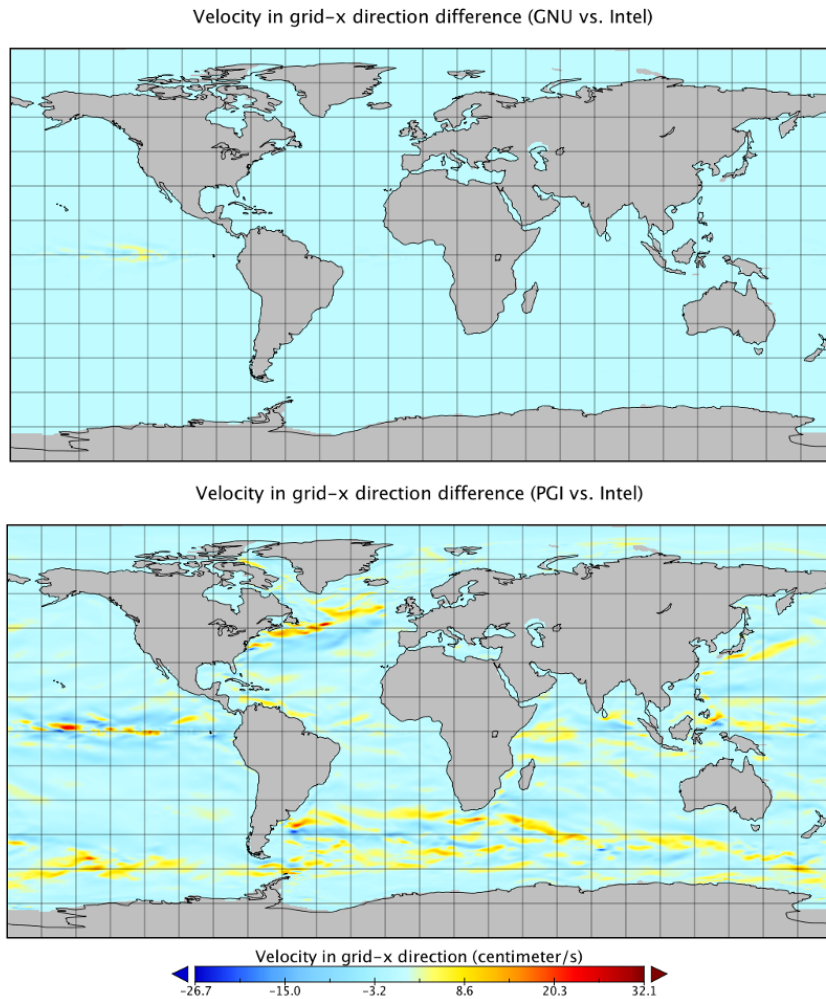 Velocity in grid-x direction difference (GNU vs. Intel)
Velocity in grid-x direction difference (PGI vs. Intel)
Velocity in grid-x direction (centimeter/s)
-26.7 -15.0 -3.2 8.6 20.3 32.1